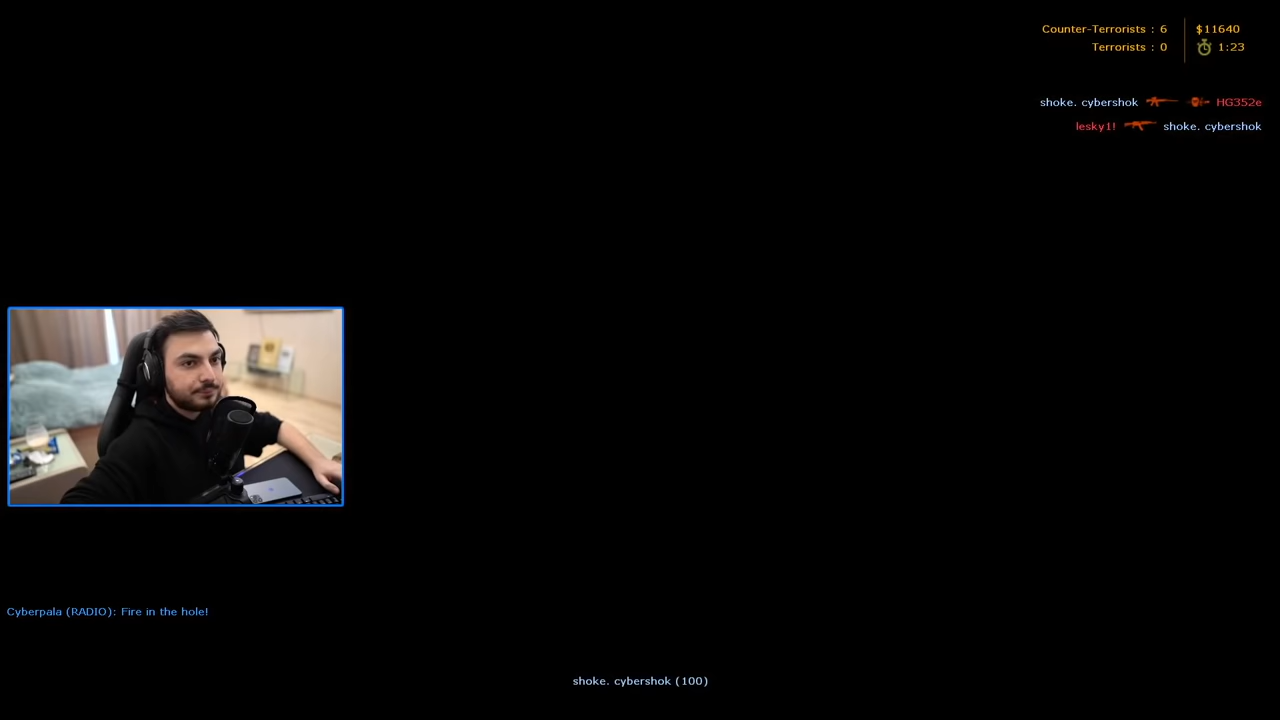 Counter-Terrorists : 6
$11640
Terrorists : 0
1:23
shoke. cybershok HG352e
lesky1! shoke. cybershok
Cyberpala (RADIO): Fire in the hole!
shoke. cybershok (100)